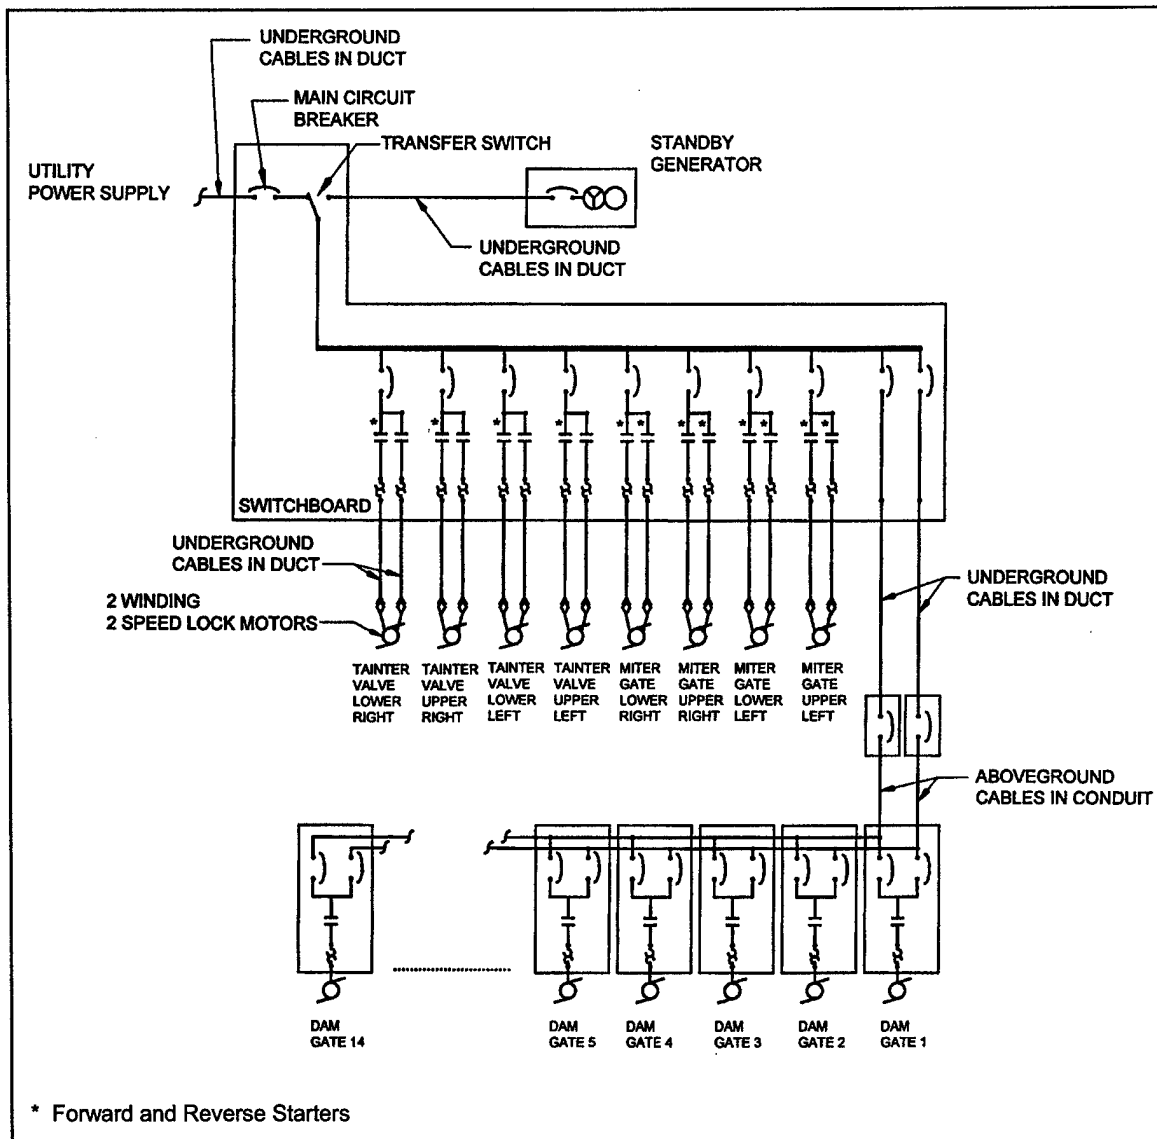 UNDERGROUND
CABLES IN DUCT
MAIN CIRCUIT
BREAKER
TRANSFER SWITCH
STANDBY
GENERATOR
UTILITY
POWER SUPPLY
UNDERGROUND
CABLES IN DUCT
* * * * * * * * * * * *
SWITCHBOARD
UNDERGROUND
CABLES IN DUCT
UNDERGROUND
CABLES IN DUCT
2 WINDING
2 SPEED LOCK MOTORS
TAINTER
VALVE
LOWER
RIGHT
TAINTER
VALVE
UPPER
RIGHT
TAINTER
VALVE
LOWER
LEFT
TAINTER
VALVE
UPPER
LEFT
MITER
GATE
LOWER
RIGHT
MITER
GATE
UPPER
RIGHT
MITER
GATE
LOWER
LEFT
MITER
GATE
UPPER
LEFT
ABOVEGROUND
CABLES IN CONDUIT
DAM
GATE 14
DAM
GATE 5
DAM
GATE 4
DAM
GATE 3
DAM
GATE 2
DAM
GATE 1
* Forward and Reverse Starters